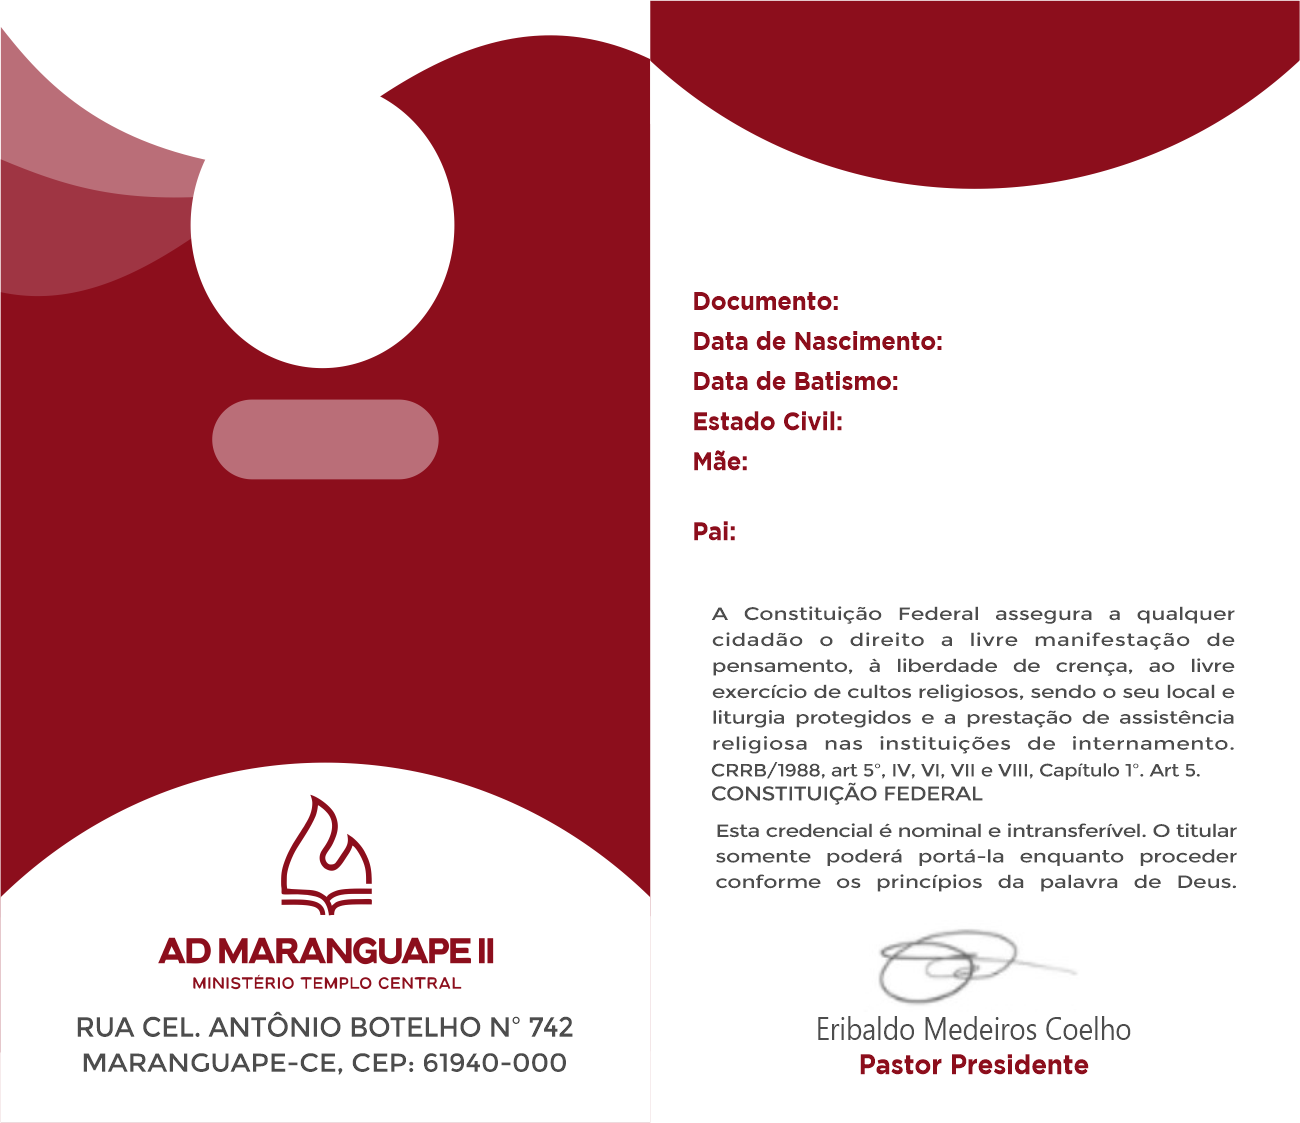 AD MARANGUAPE II
MINISTÉRIO TEMPLO CENTRAL
RUA CEL. ANTÔNIO BOTELHO N° 742
MARANGUAPE-CE, CEP: 61940-000
Documento:
Data de Nascimento:
Data de Batismo:
Estado Civil:
Mãe:
Pai:
A Constituição Federal assegura a qualquer
cidadão o direito a livre manifestação de
pensamento, à liberdade de crença, ao livre
exercício de cultos religiosos, sendo o seu local e
liturgia protegidos e a prestação de assistência
religiosa nas instituições de internamento.
CRRB/1988, art 5°, IV, VI, VII e VIII, Capítulo 1°. Art 5.
CONSTITUIÇÃO FEDERAL
Esta credencial é nominal e intransferível. O titular
somente poderá portá-la enquanto proceder
conforme os princípios da palavra de Deus.
Eribaldo Medeiros Coelho
Pastor Presidente